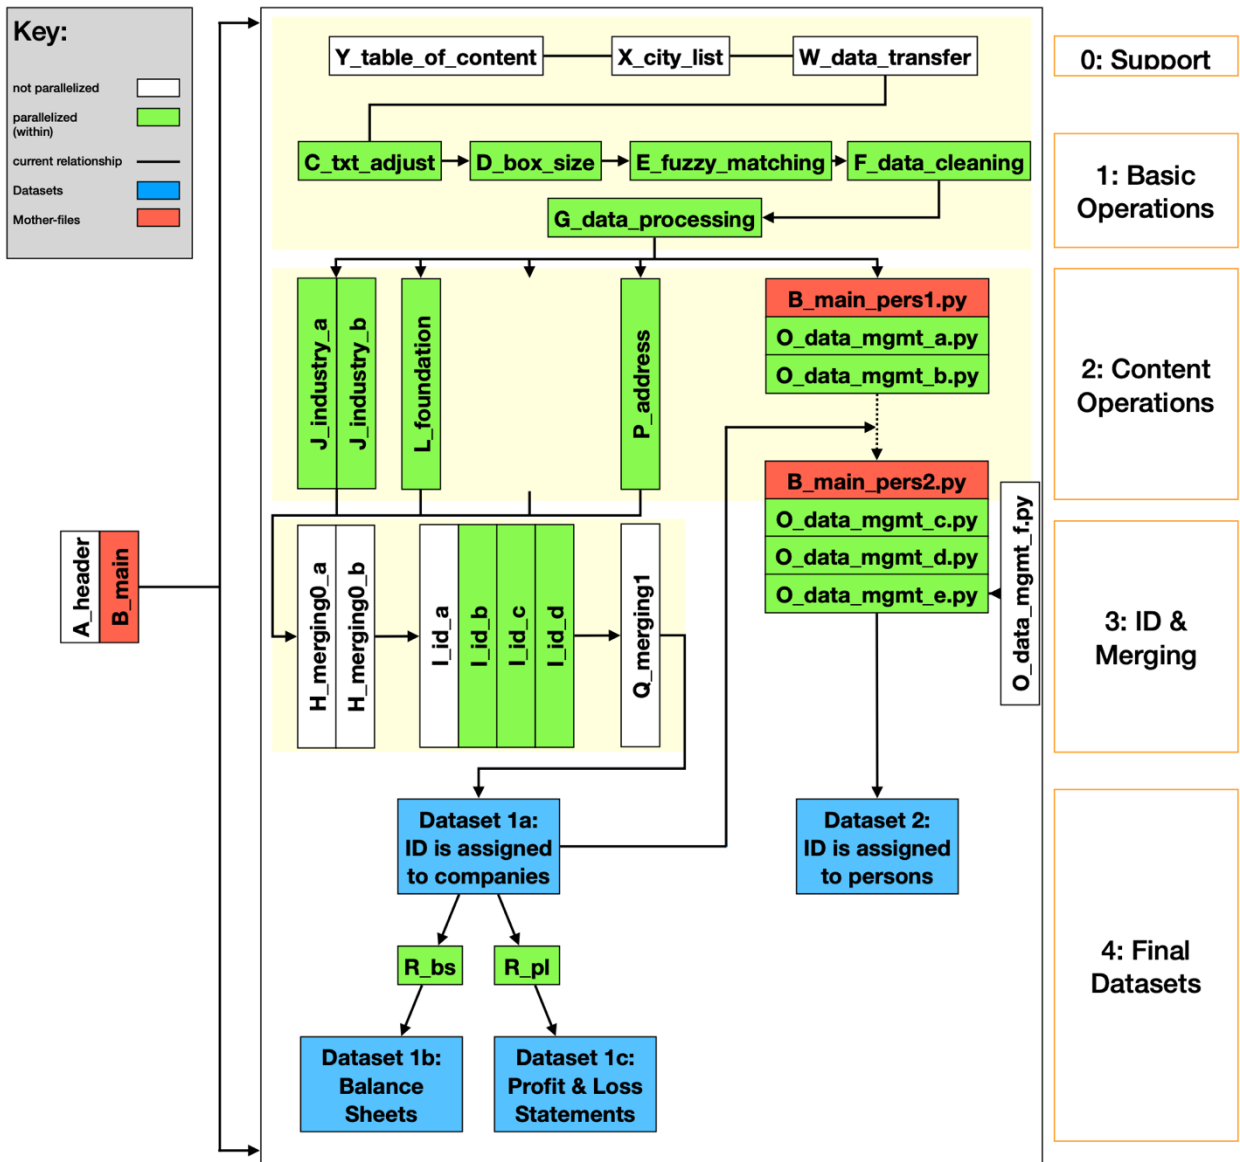 Key:
not parallelized
parallelized
(within)
current relationship
Datasets
Mother-files
Y_table_of_content
X_city_list
W_data_transfer
0: Support
C_txt_adjust
D_box_size
E_fuzzy_matching
F_data_cleaning
G_data_processing
1: Basic
Operations
J_industry_a
J_industry_b
L_foundation
P_address
B_main_pers1.py
O_data_mgmt_a.py
O_data_mgmt_b.py
2: Content
Operations
B_main_pers2.py
O_data_mgmt_c.py
O_data_mgmt_d.py
O_data_mgmt_e.py
O_data_mgmt_f.py
A_header
B_main
H_merging0_a
H_merging0_b
I_id_a
I_id_b
I_id_c
I_id_d
Q_merging1
3: ID &
Merging
Dataset 1a:
ID is assigned
to companies
Dataset 2:
ID is assigned
to persons
R_bs
R_pl
4: Final
Datasets
Dataset 1b:
Balance
Sheets
Dataset 1c:
Profit & Loss
Statements